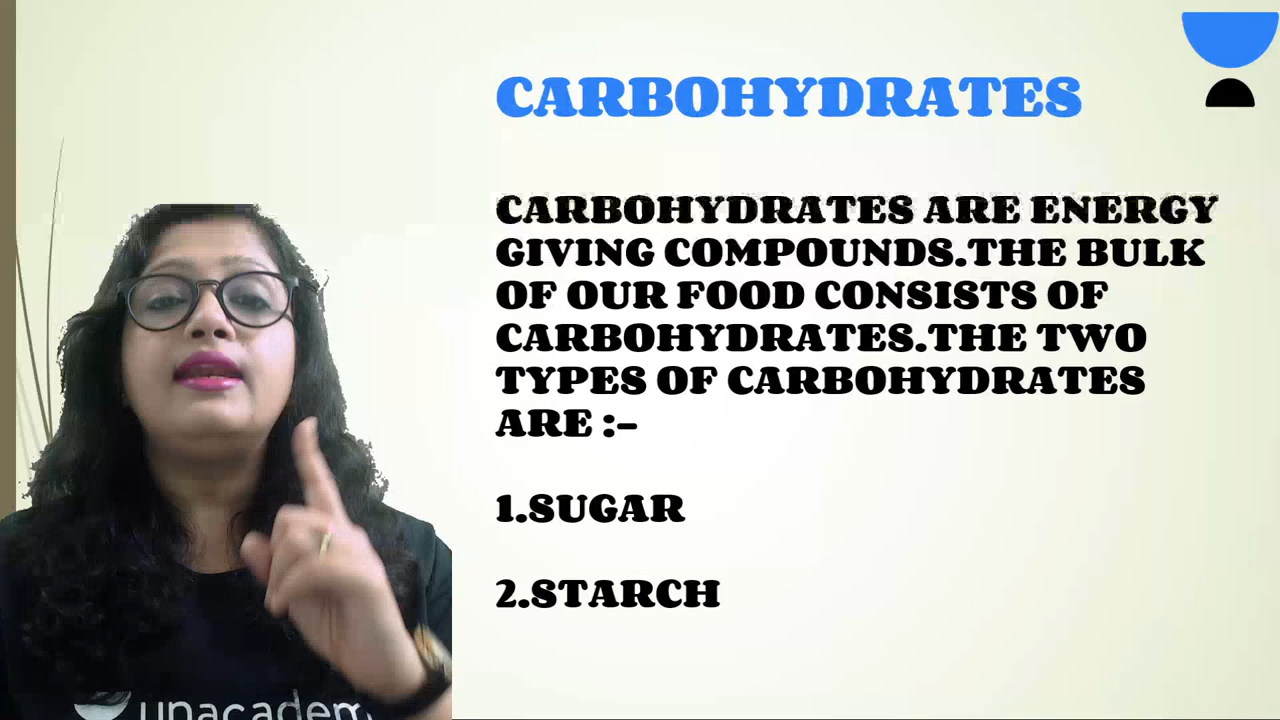 CARBOHYDRATES
CARBOHYDRATES ARE ENERGY
GIVING COMPOUNDS.THE BULK
OF OUR FOOD CONSISTS OF
CARBOHYDRATES.THE TWO
TYPES OF CARBOHYDRATES
ARE :-
1.SUGAR
2.STARCH
unacadem